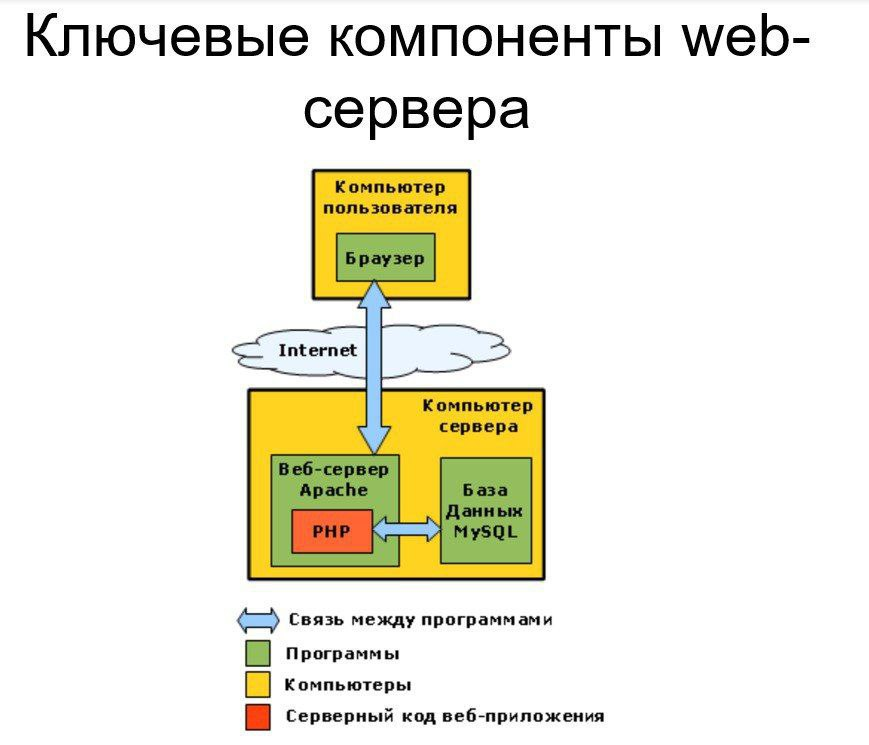 Ключевые компоненты web-
сервера
Компьютер
пользователя
Браузер
Internet
Компьютер
сервера
Веб-сервер
Apache
PHP
База
Данных
MySQL
Связь между программами
Программы
Компьютеры
Серверный код веб-приложения